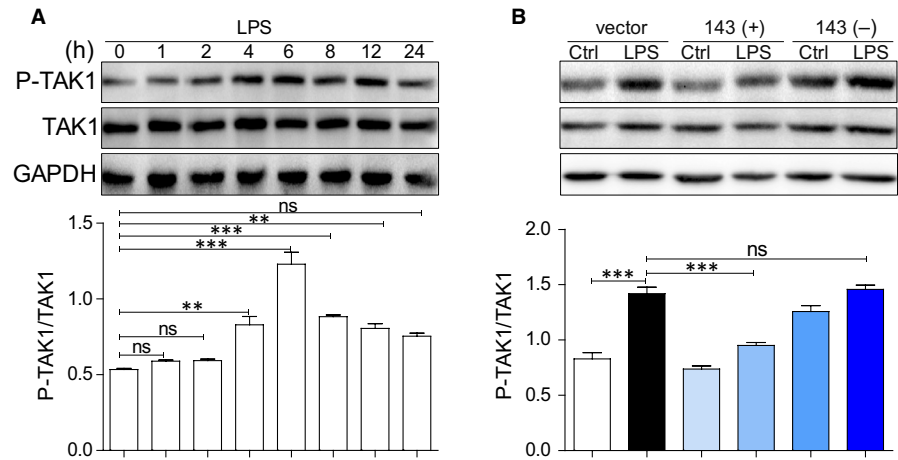 A
LPS
(h) 0 1 2 4 6 8 12 24
P-TAK1
TAK1
GAPDH
ns
**
***
***
**
ns
ns
P-TAK1/TAK1
1.5
1.0
0.5
0.0
B
vector 143 (+) 143 (–)
Ctrl LPS Ctrl LPS Ctrl LPS
ns
***
***
P-TAK1/TAK1
2.0
1.5
1.0
0.5
0.0